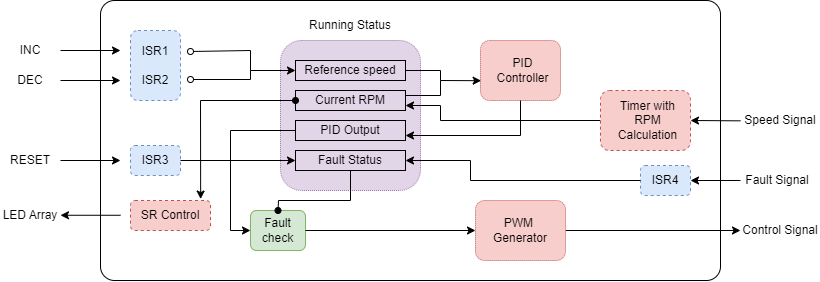 Running Status
INC
ISR1
DEC
ISR2
Reference speed
PID
Controller
Current RPM
Timer with
RPM
Calculation
Speed Signal
PID Output
RESET
ISR3
Fault Status
ISR4
Fault Signal
LED Array
SR Control
Fault
check
PWM
Generator
Control Signal